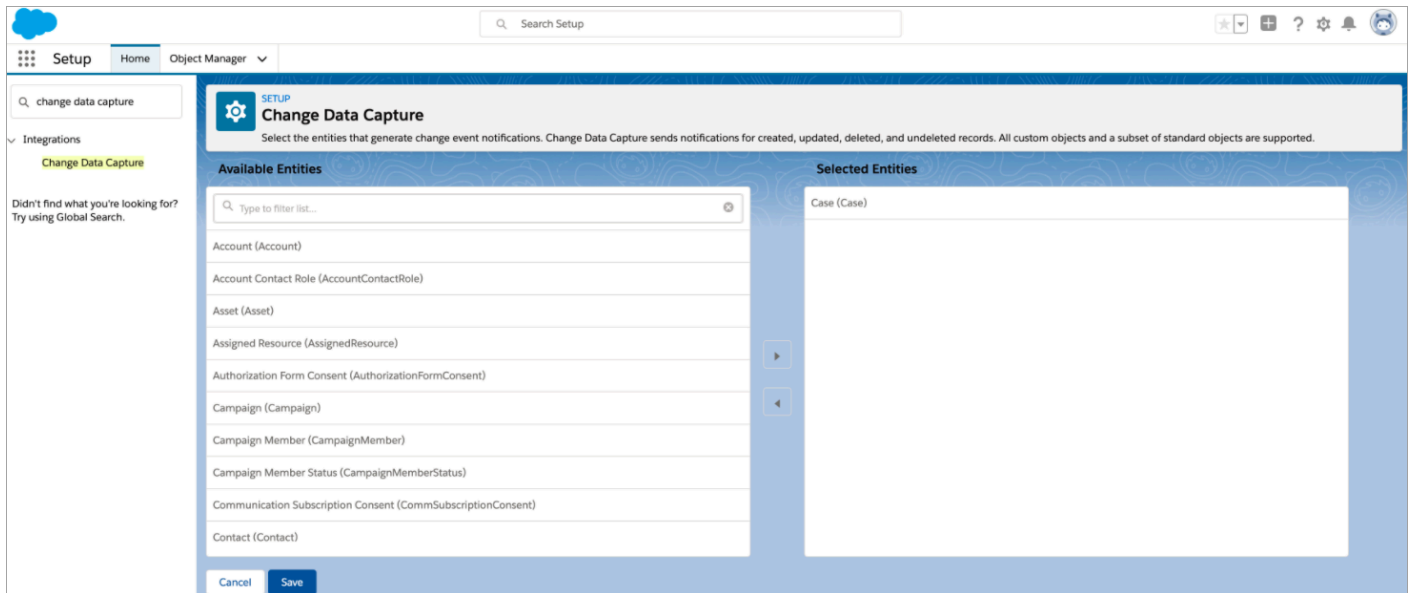 Search Setup
Setup
Home
Object Manager
change data capture
Integrations
Change Data Capture
Didn't find what you're looking for?
Try using Global Search.
SETUP
Change Data Capture
Select the entities that generate change event notifications. Change Data Capture sends notifications for created, updated, deleted, and undeleted records. All custom objects and a subset of standard objects are supported.
Available Entities
Type to filter list...
Account (Account)
Account Contact Role (AccountContactRole)
Asset (Asset)
Assigned Resource (AssignedResource)
Authorization Form Consent (AuthorizationFormConsent)
Campaign (Campaign)
Campaign Member (CampaignMember)
Campaign Member Status (CampaignMemberStatus)
Communication Subscription Consent (CommSubscriptionConsent)
Contact (Contact)
Selected Entities
Case (Case)
Cancel
Save